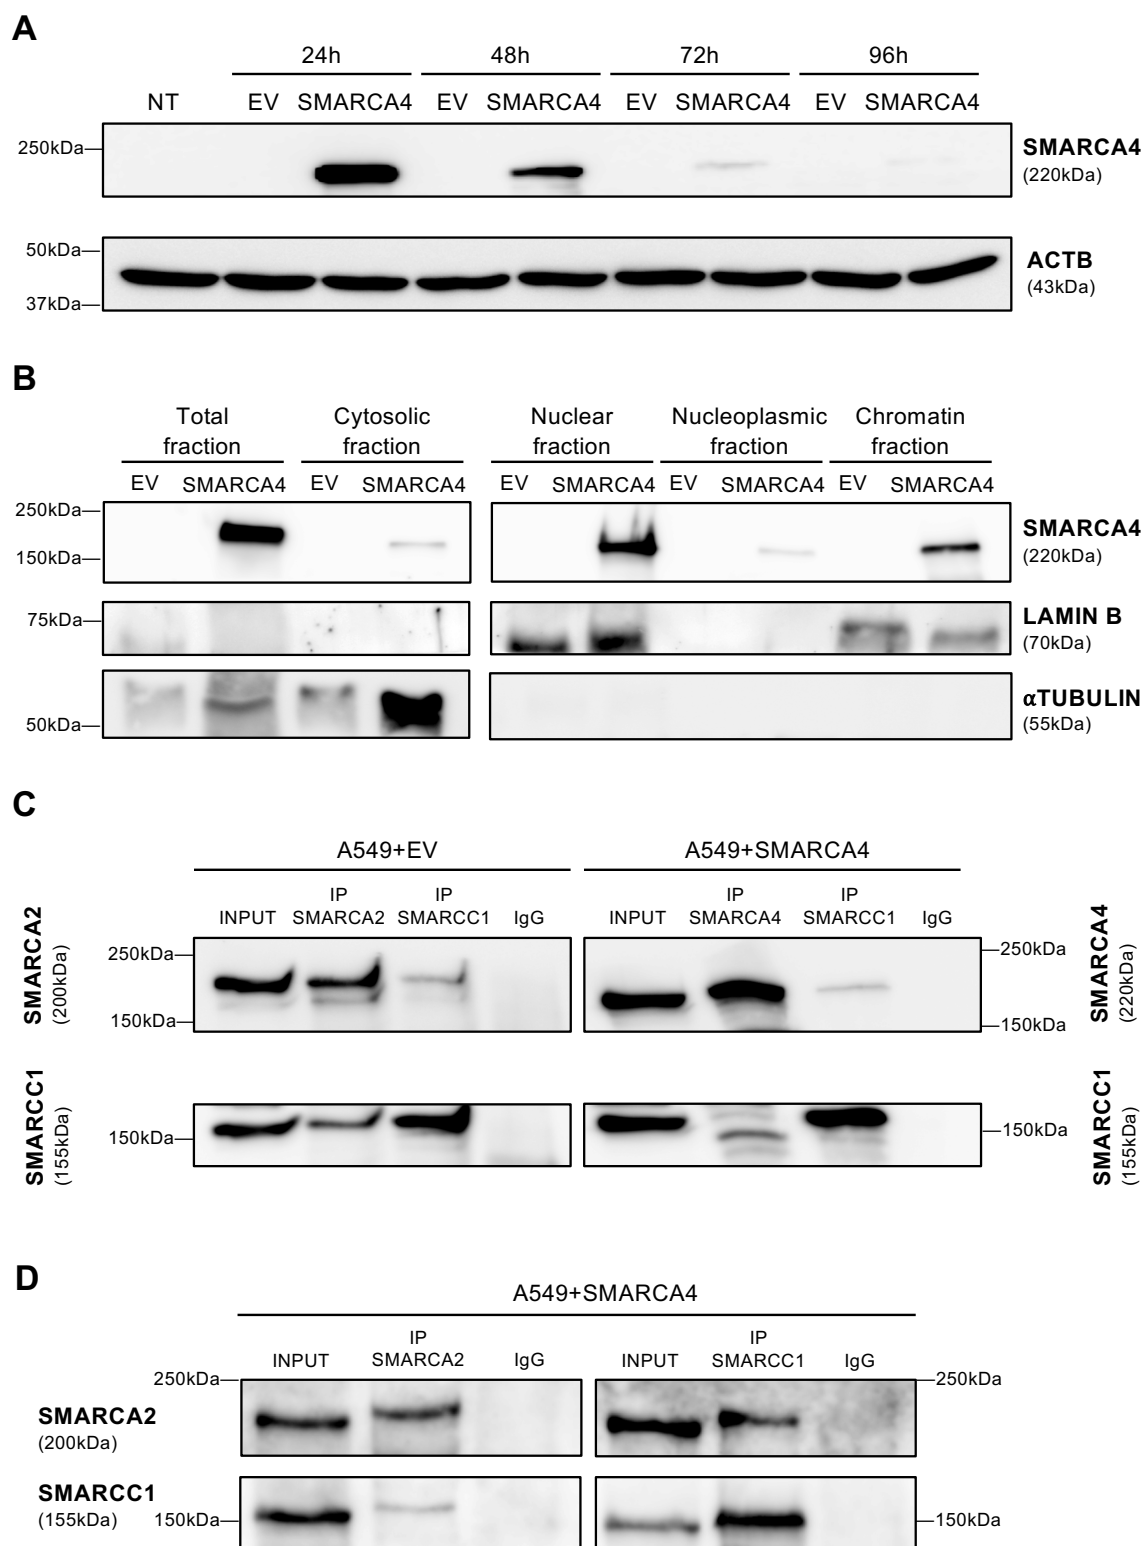 A
24h 48h 72h 96h
NT EV SMARCA4 EV SMARCA4 EV SMARCA4 EV SMARCA4
250kDa
SMARCA4
(220kDa)
50kDa
37kDa
ACTB
(43kDa)
B
Total fraction Cytosolic fraction Nuclear fraction Nucleoplasmic fraction Chromatin fraction
EV SMARCA4 EV SMARCA4 EV SMARCA4 EV SMARCA4 EV SMARCA4
250kDa
150kDa
SMARCA4
(220kDa)
75kDa
LAMIN B
(70kDa)
50kDa
αTUBULIN
(55kDa)
C
A549+EV A549+SMARCA4
INPUT IP SMARCA2 IP SMARCC1 IgG INPUT IP SMARCA4 IP SMARCC1 IgG
SMARCA2
(200kDa)
250kDa
150kDa
250kDa
150kDa
SMARCA4
(220kDa)
SMARCC1
(155kDa)
150kDa
150kDa
SMARCC1
(155kDa)
D
A549+SMARCA4
INPUT IP SMARCA2 IgG INPUT IP SMARCC1 IgG
250kDa 250kDa
SMARCA2
(200kDa)
SMARCC1
(155kDa)
150kDa 150kDa